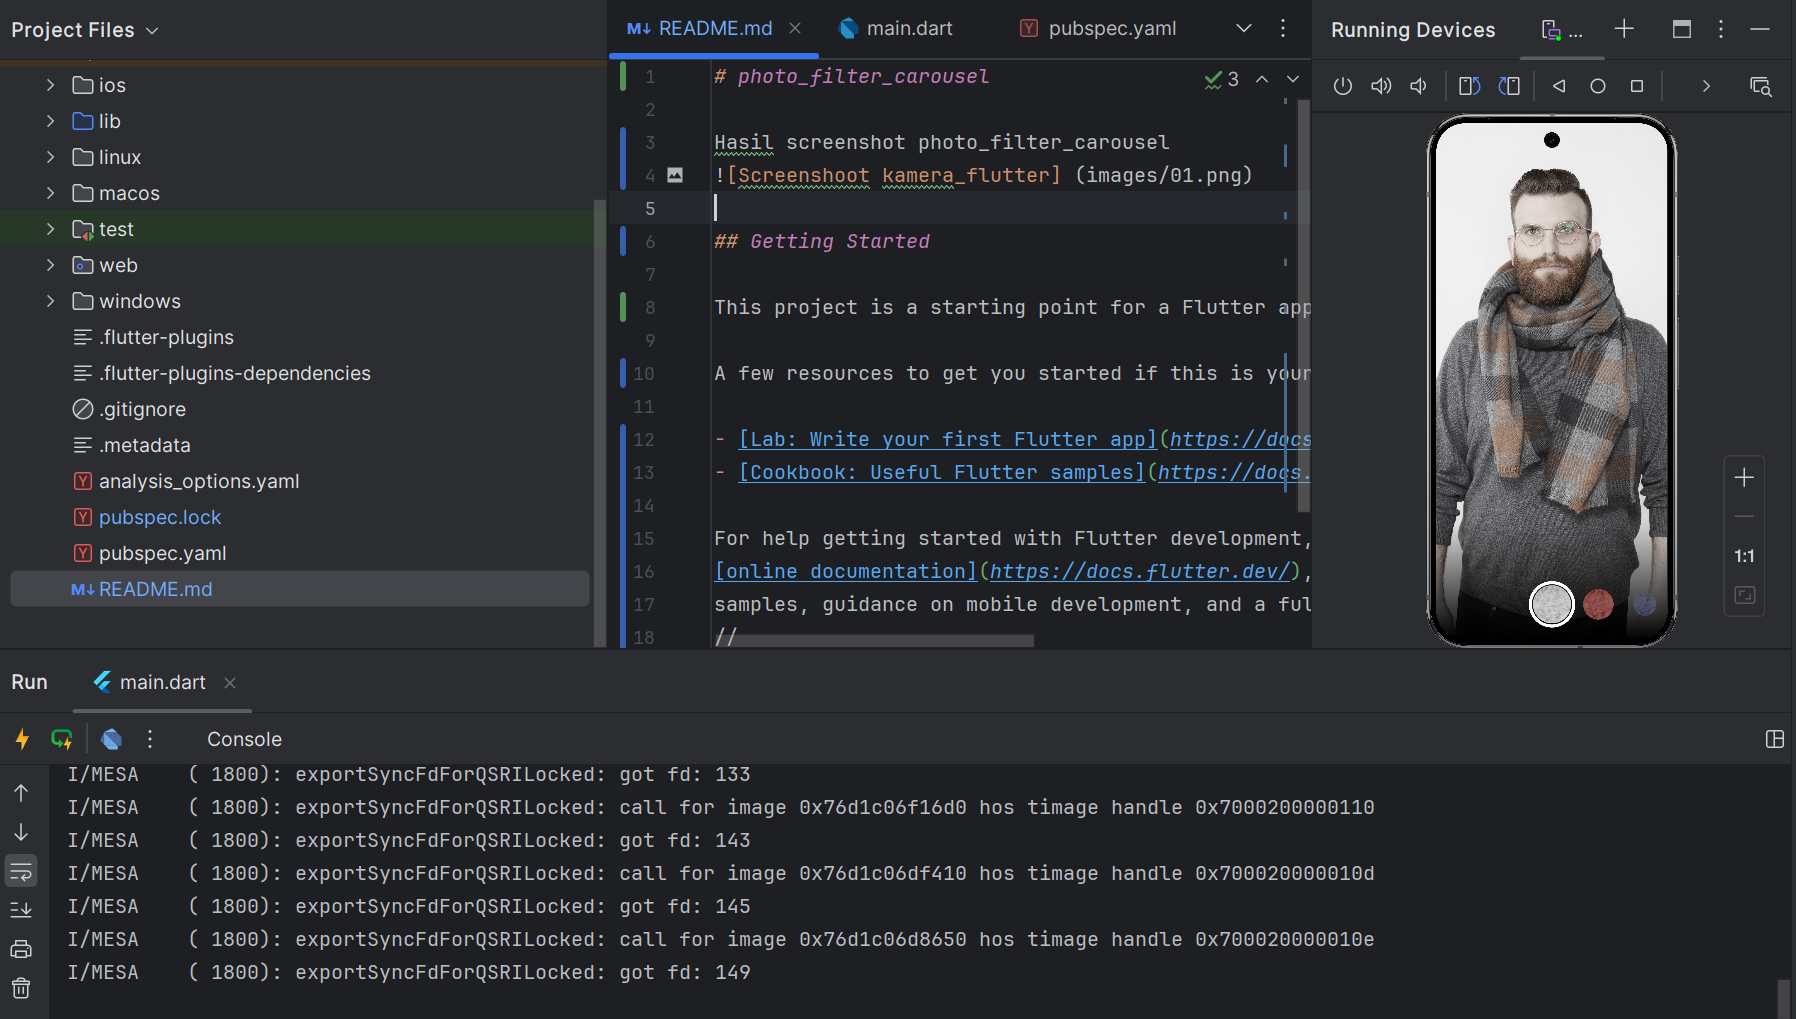 Project Files
ios
lib
linux
macos
test
web
windows
.flutter-plugins
.flutter-plugins-dependencies
.gitignore
.metadata
analysis_options.yaml
pubspec.lock
pubspec.yaml
README.md
README.md
main.dart
pubspec.yaml
3
1 # photo_filter_carousel
2
3 Hasil screenshot photo_filter_carousel
4 ![Screenshoot kamera_flutter] (images/01.png)
5
6 ## Getting Started
7
8 This project is a starting point for a Flutter app
9
10 A few resources to get you started if this is your
11
12 - [Lab: Write your first Flutter app](https://docs
13 - [Cookbook: Useful Flutter samples](https://docs.
14
15 For help getting started with Flutter development,
16 [online documentation](https://docs.flutter.dev/),
17 samples, guidance on mobile development, and a ful
18 //
Running Devices
...
1:1
Run
main.dart
Console
I/MESA ( 1800): exportSyncFdForQSRILocked: got fd: 133
I/MESA ( 1800): exportSyncFdForQSRILocked: call for image 0x76d1c06f16d0 hos timage handle 0x7000200000110
I/MESA ( 1800): exportSyncFdForQSRILocked: got fd: 143
I/MESA ( 1800): exportSyncFdForQSRILocked: call for image 0x76d1c06df410 hos timage handle 0x700020000010d
I/MESA ( 1800): exportSyncFdForQSRILocked: got fd: 145
I/MESA ( 1800): exportSyncFdForQSRILocked: call for image 0x76d1c06d8650 hos timage handle 0x700020000010e
I/MESA ( 1800): exportSyncFdForQSRILocked: got fd: 149